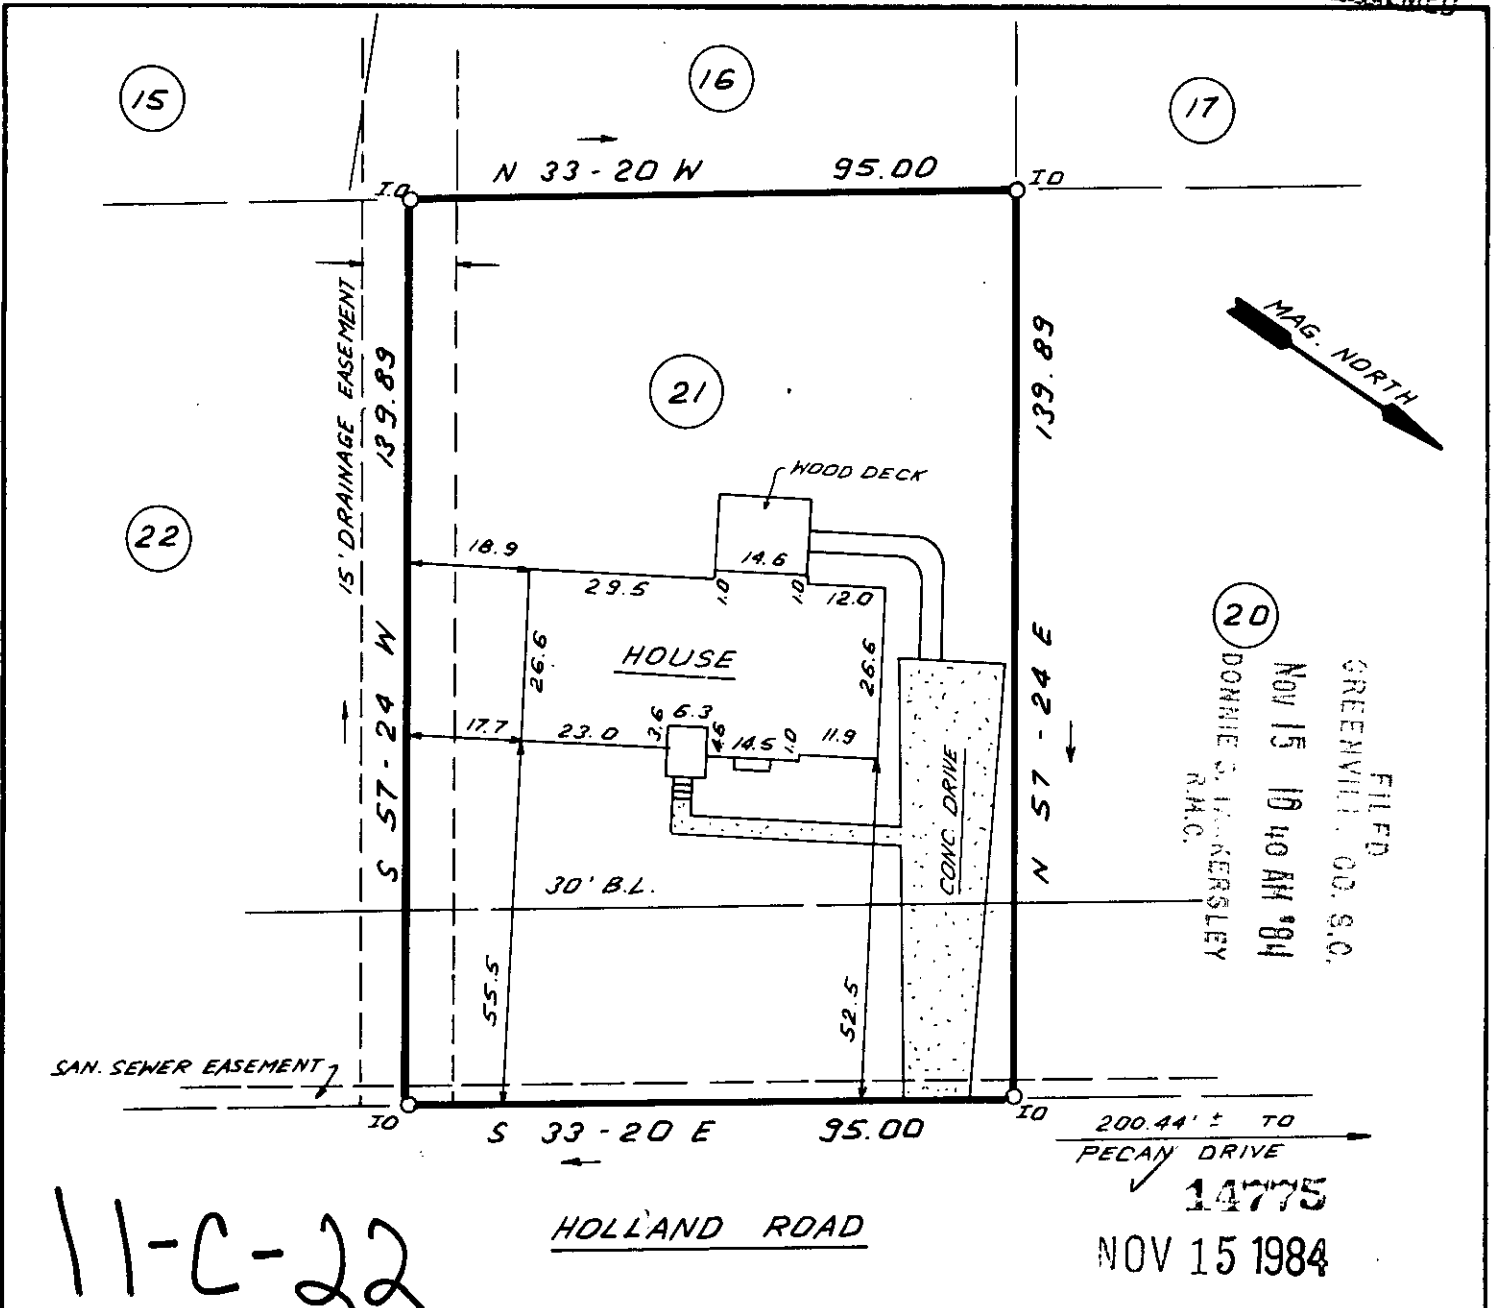 15
16
17
N 33-20 W 95.00
I.O
IO
15' DRAINAGE EASEMENT
139.89
S 57-24 W
139.89
N 57-24 E
MAG. NORTH
21
WOOD DECK
22
18.9
29.5
14.6
1.0
1.0
12.0
20
26.6
HOUSE
26.6
17.7
23.0
3.6
6.3
4.6
14.5
1.0
11.9
CONC. DRIVE
FILED
GREENVILL CO. S.C.
NOV 15 10 40 AM '84
DONNIE S. KERSLEY
R.M.C.
30' B.L.
55.5
52.5
SAN. SEWER EASEMENT
IO
S 33-20 E 95.00
IO
200.44' ± TO
PECAN DRIVE
14775
HOLLAND ROAD
NOV 15 1984
11-C-22